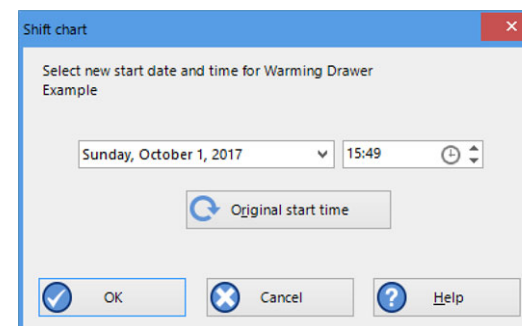 Shift chart
Select new start date and time for Warming Drawer
Example
Sunday, October 1, 2017 15:49
Original start time
OK Cancel Help